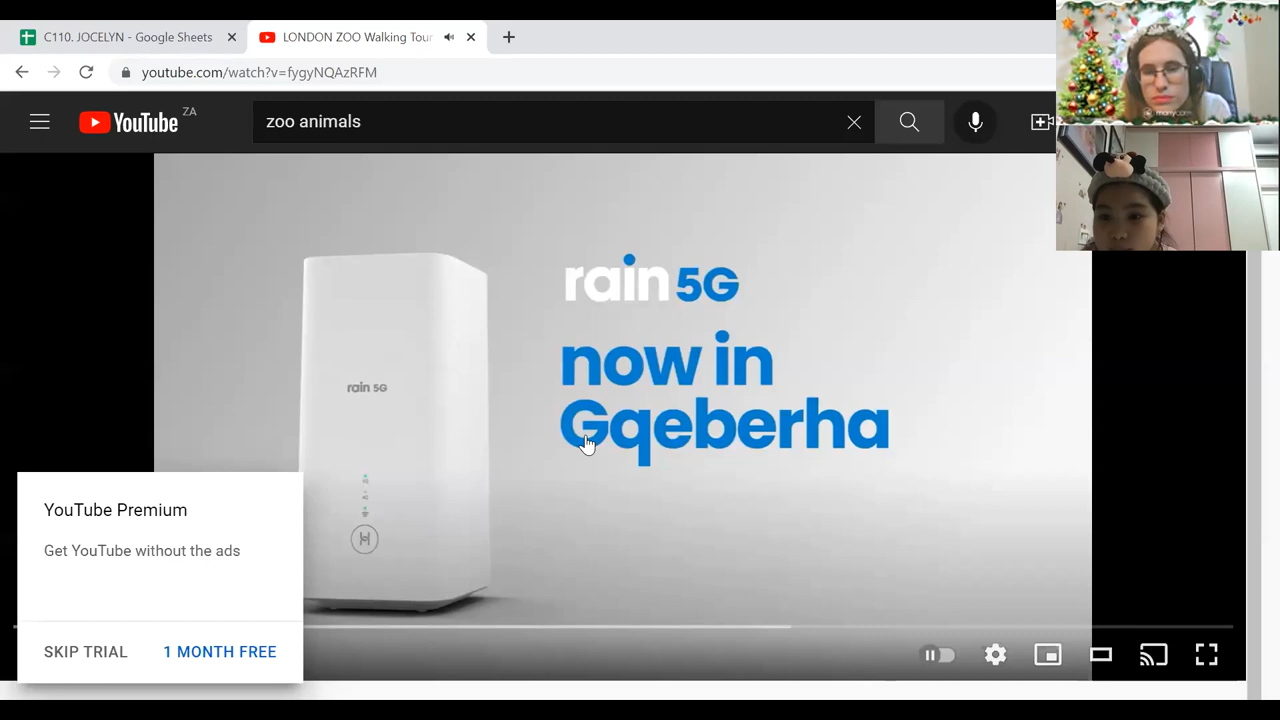 C110. JOCELYN - Google Sheets
LONDON ZOO Walking Tour
youtube.com/watch?v=fygyNQAzRFM
YouTube ZA
zoo animals
rain 5G
now in
Gqeberha
rain 5G
YouTube Premium
Get YouTube without the ads
SKIP TRIAL
1 MONTH FREE